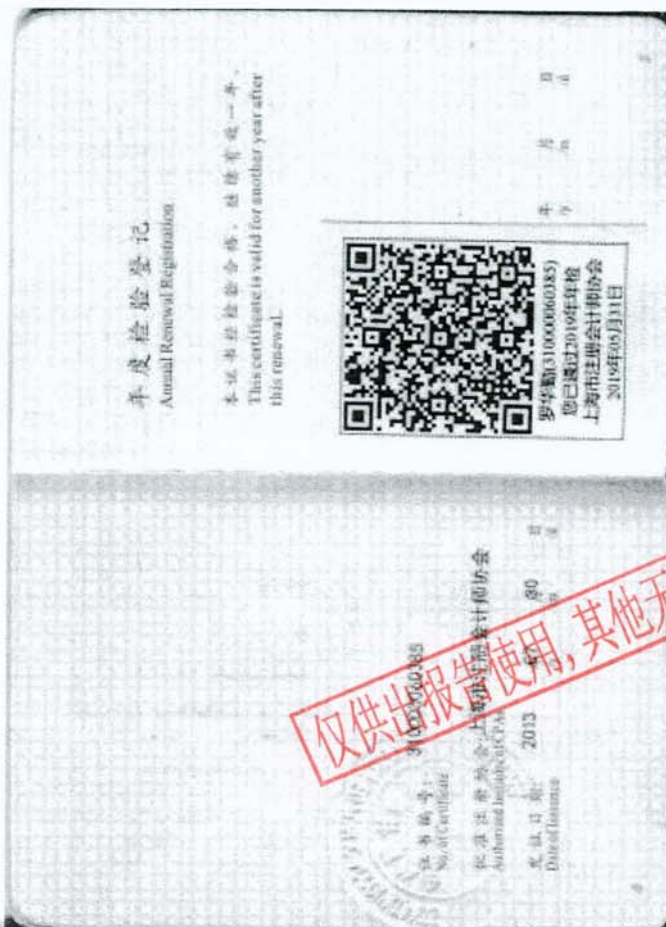 年度检验登记
Annual Renewal Registration
本证书经检验合格，继续有效一年。
This certificate is valid for another year after
this renewal.
年 月 日
/y /m /d
罗华勤(310000060385)
您已通过2019年年检
上海市注册会计师协会
2019年05月31日
5
证书编号：
No. of Certificate
310000060385
批准注册协会：上海市注册会计师协会
Authorized Institute of CPAs
发证日期：
Date of Issuance
2013
30
仅供出报告使用,其他无
4